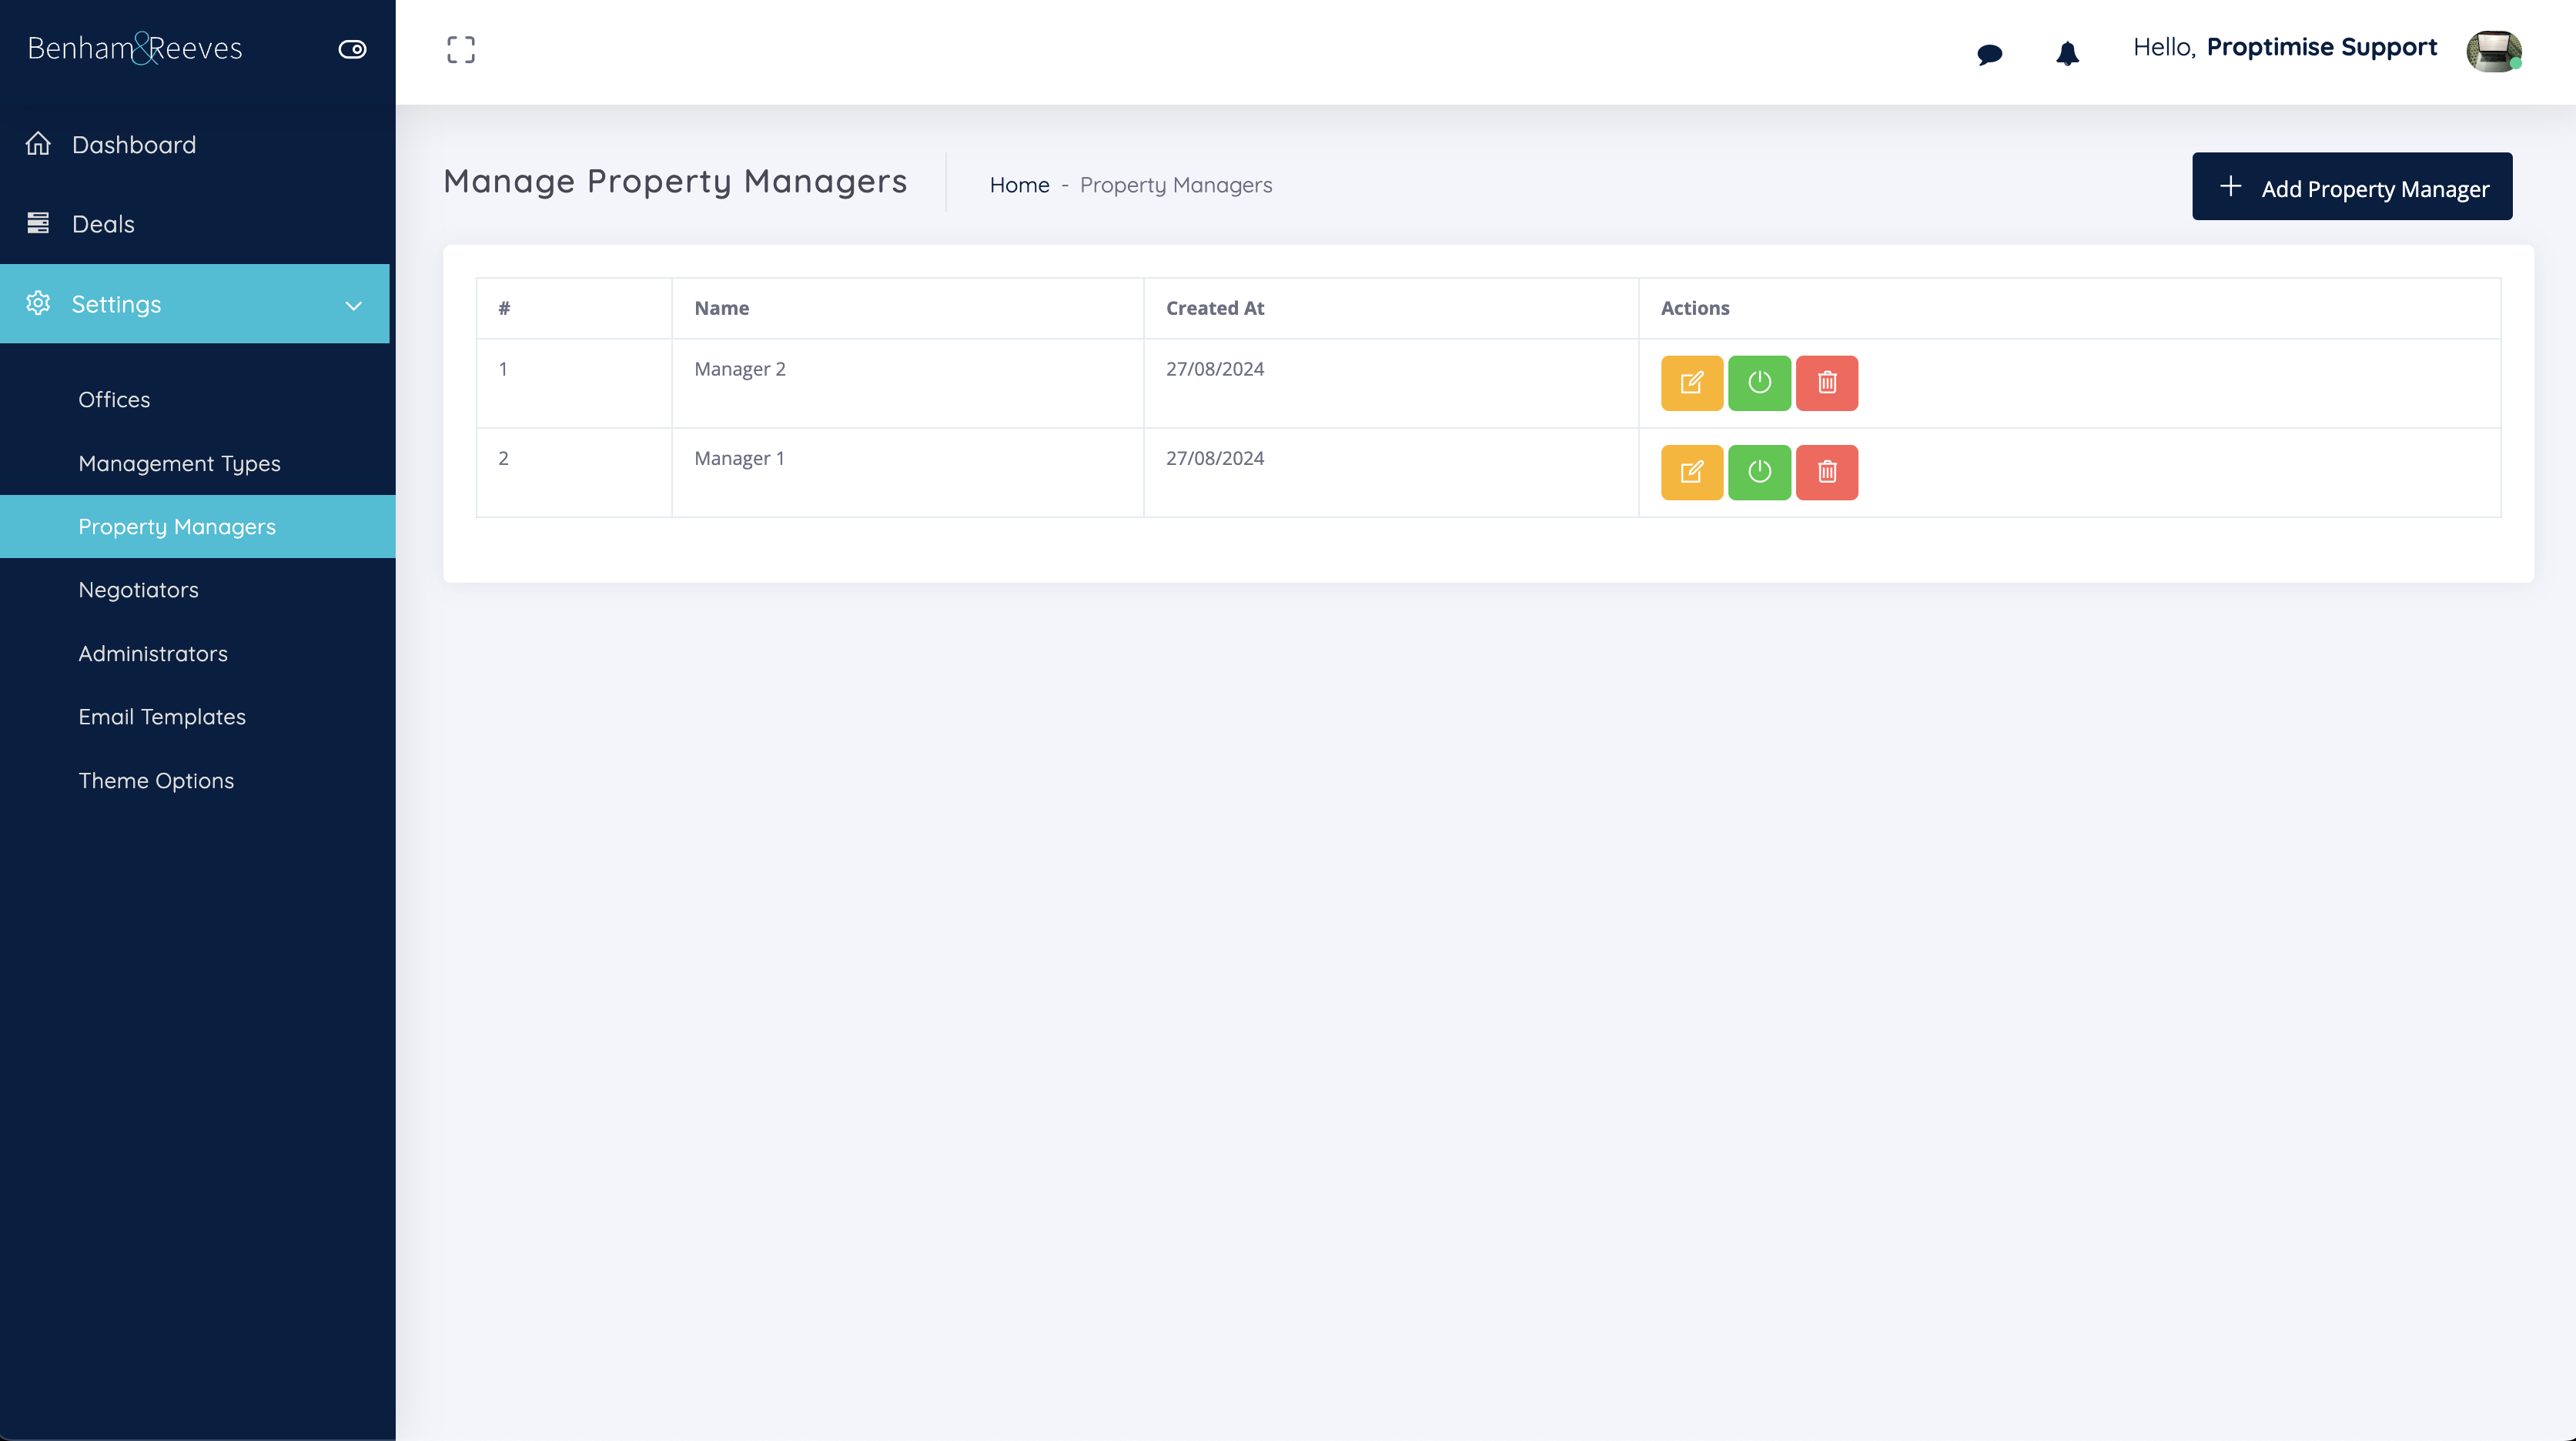 Benham&Reeves
Hello, Proptimise Support
Dashboard
Deals
Settings
Offices
Management Types
Property Managers
Negotiators
Administrators
Email Templates
Theme Options
Manage Property Managers
Home - Property Managers
Add Property Manager
# Name Created At Actions
1 Manager 2 27/08/2024
2 Manager 1 27/08/2024